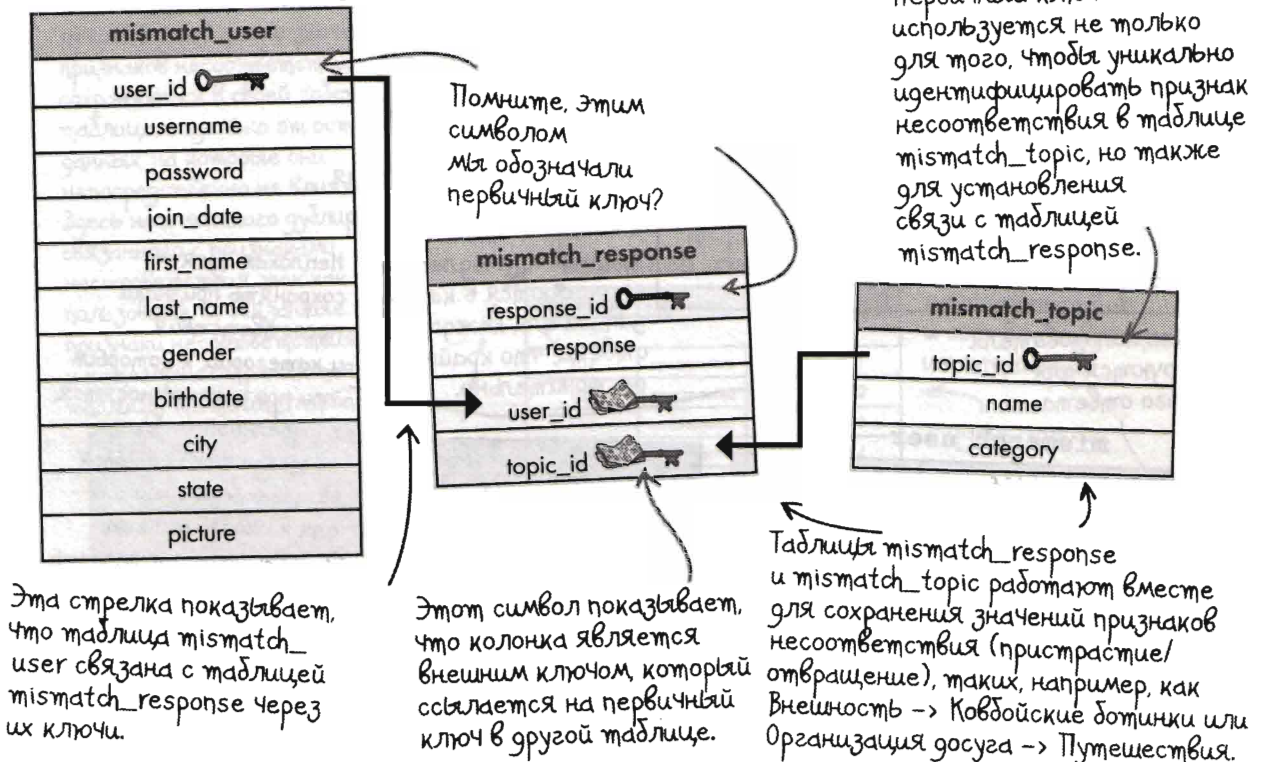 mismatch_user
user_id
username
password
join_date
first_name
last_name
gender
birthdate
city
state
picture
Помните, этим
символом
мы обозначали
первичный ключ?
mismatch_response
response_id
response
user_id
topic_id
используется не только
для того, чтобы уникально
идентифицировать признак
несоответствия в таблице
mismatch_topic, но также
для установления
связи с таблицей
mismatch_response.
mismatch_topic
topic_id
name
category
Эта стрелка показывает,
что таблица mismatch_
user связана с таблицей
mismatch_response через
их ключи.
Этот символ показывает,
что колонка является
внешним ключом, который
ссылается на первичный
ключ в другой таблице.
Таблицы mismatch_response
и mismatch_topic работают вместе
для сохранения значений признаков
несоответствия (пристрастие/
отвращение), таких, например, как
Внешность -> Ковбойские ботинки или
Организация досуга -> Путешествия.